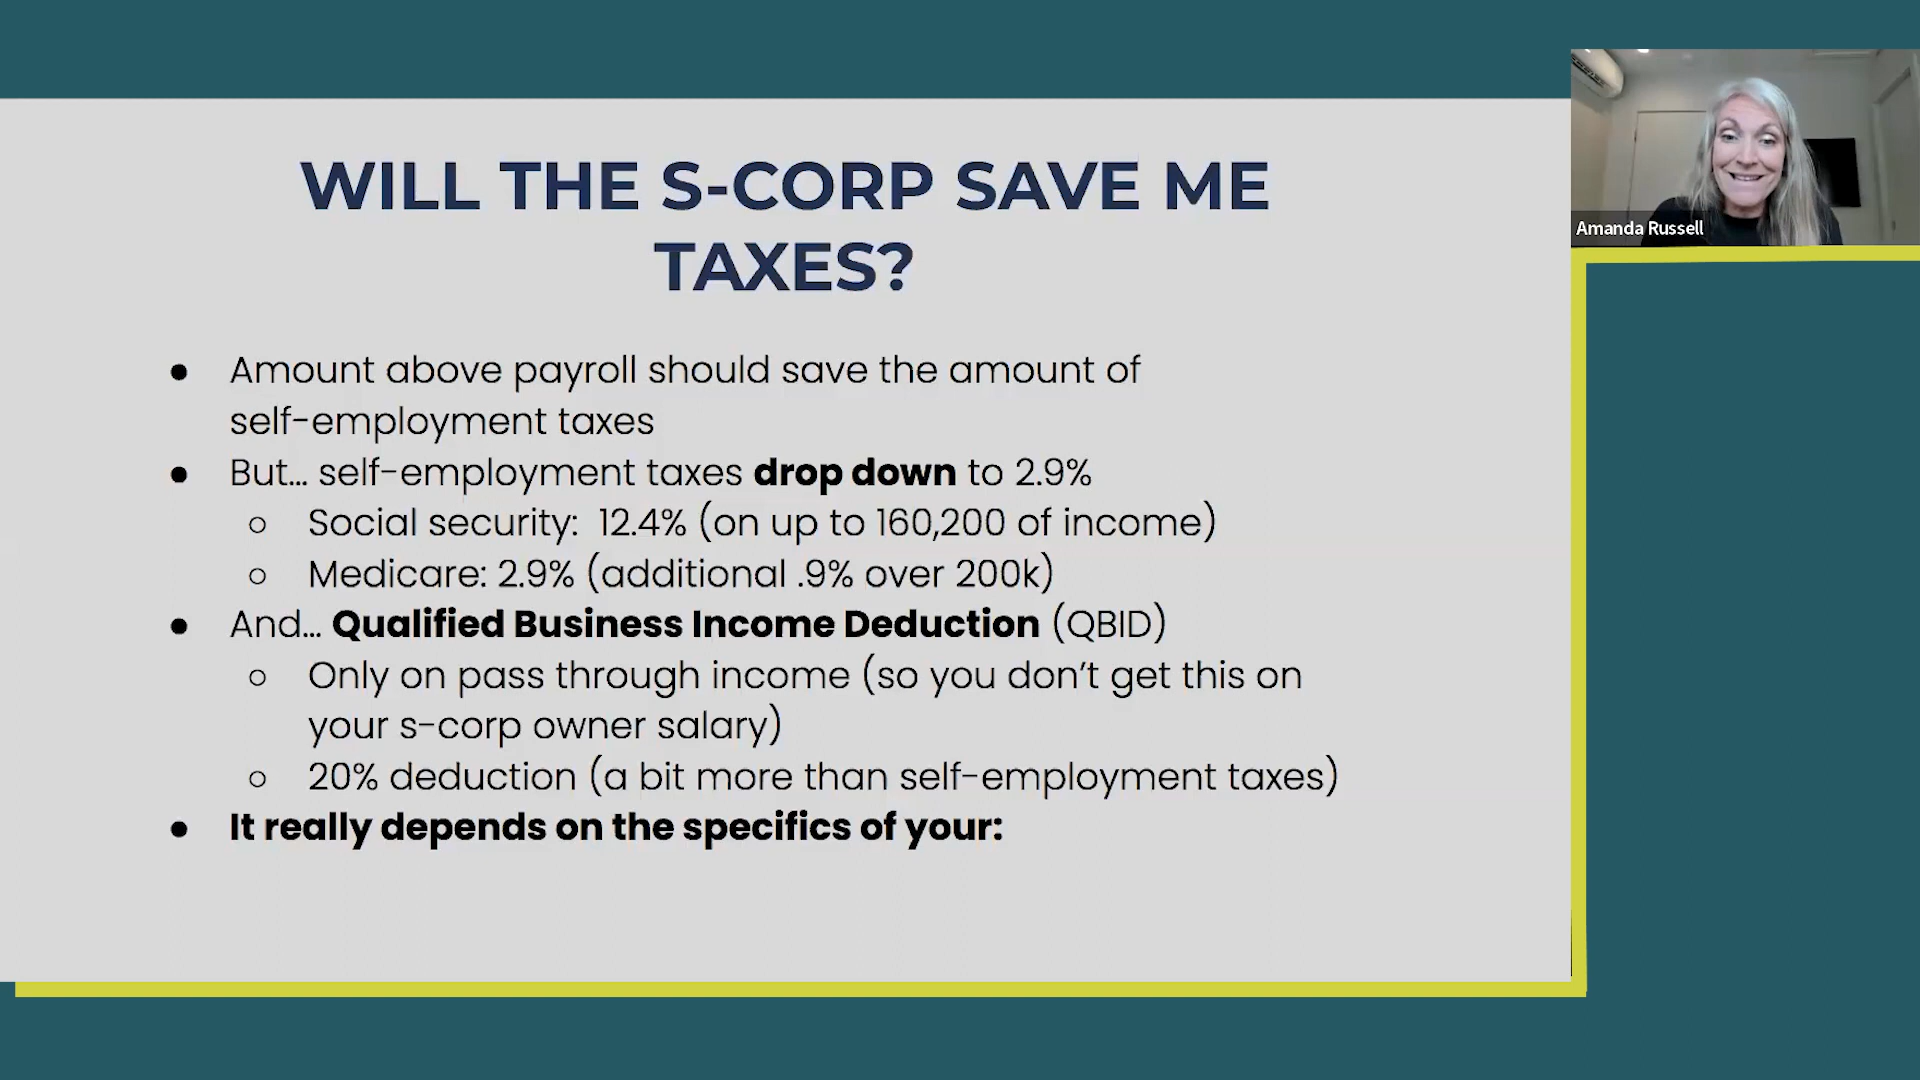 WILL THE S-CORP SAVE ME
TAXES?
● Amount above payroll should save the amount of
self-employment taxes
● But... self-employment taxes drop down to 2.9%
○ Social security:  12.4% (on up to 160,200 of income)
○ Medicare: 2.9% (additional .9% over 200k)
● And... Qualified Business Income Deduction (QBID)
○ Only on pass through income (so you don't get this on
your s-corp owner salary)
○ 20% deduction (a bit more than self-employment taxes)
● It really depends on the specifics of your:
Amanda Russell